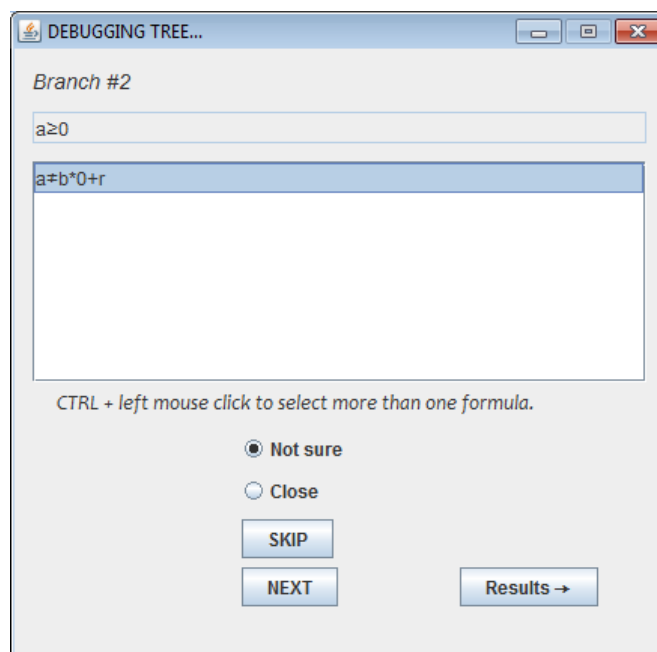 DEBUGGING TREE...
Branch #2
a≥0
a≠b*0+r
CTRL + left mouse click to select more than one formula.
Not sure
Close
SKIP
NEXT
Results →